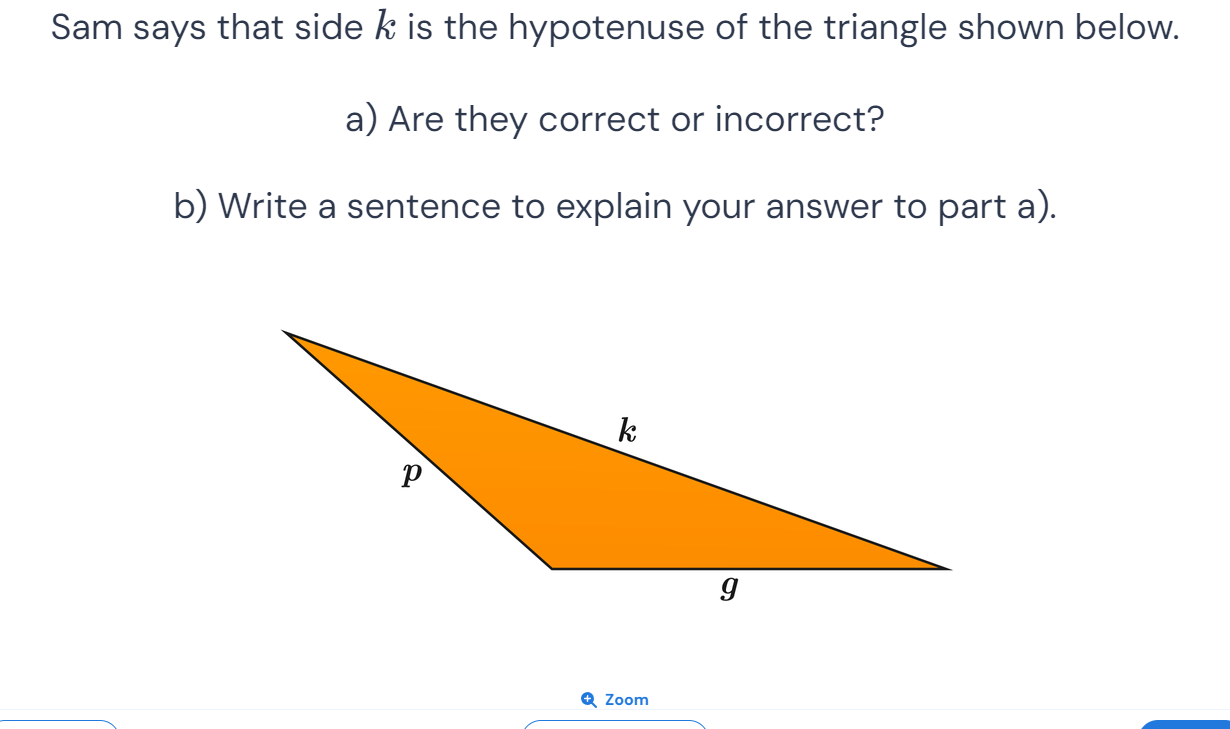 Sam says that side k is the hypotenuse of the triangle shown below.
a) Are they correct or incorrect?
b) Write a sentence to explain your answer to part a).
k
p
g
Zoom